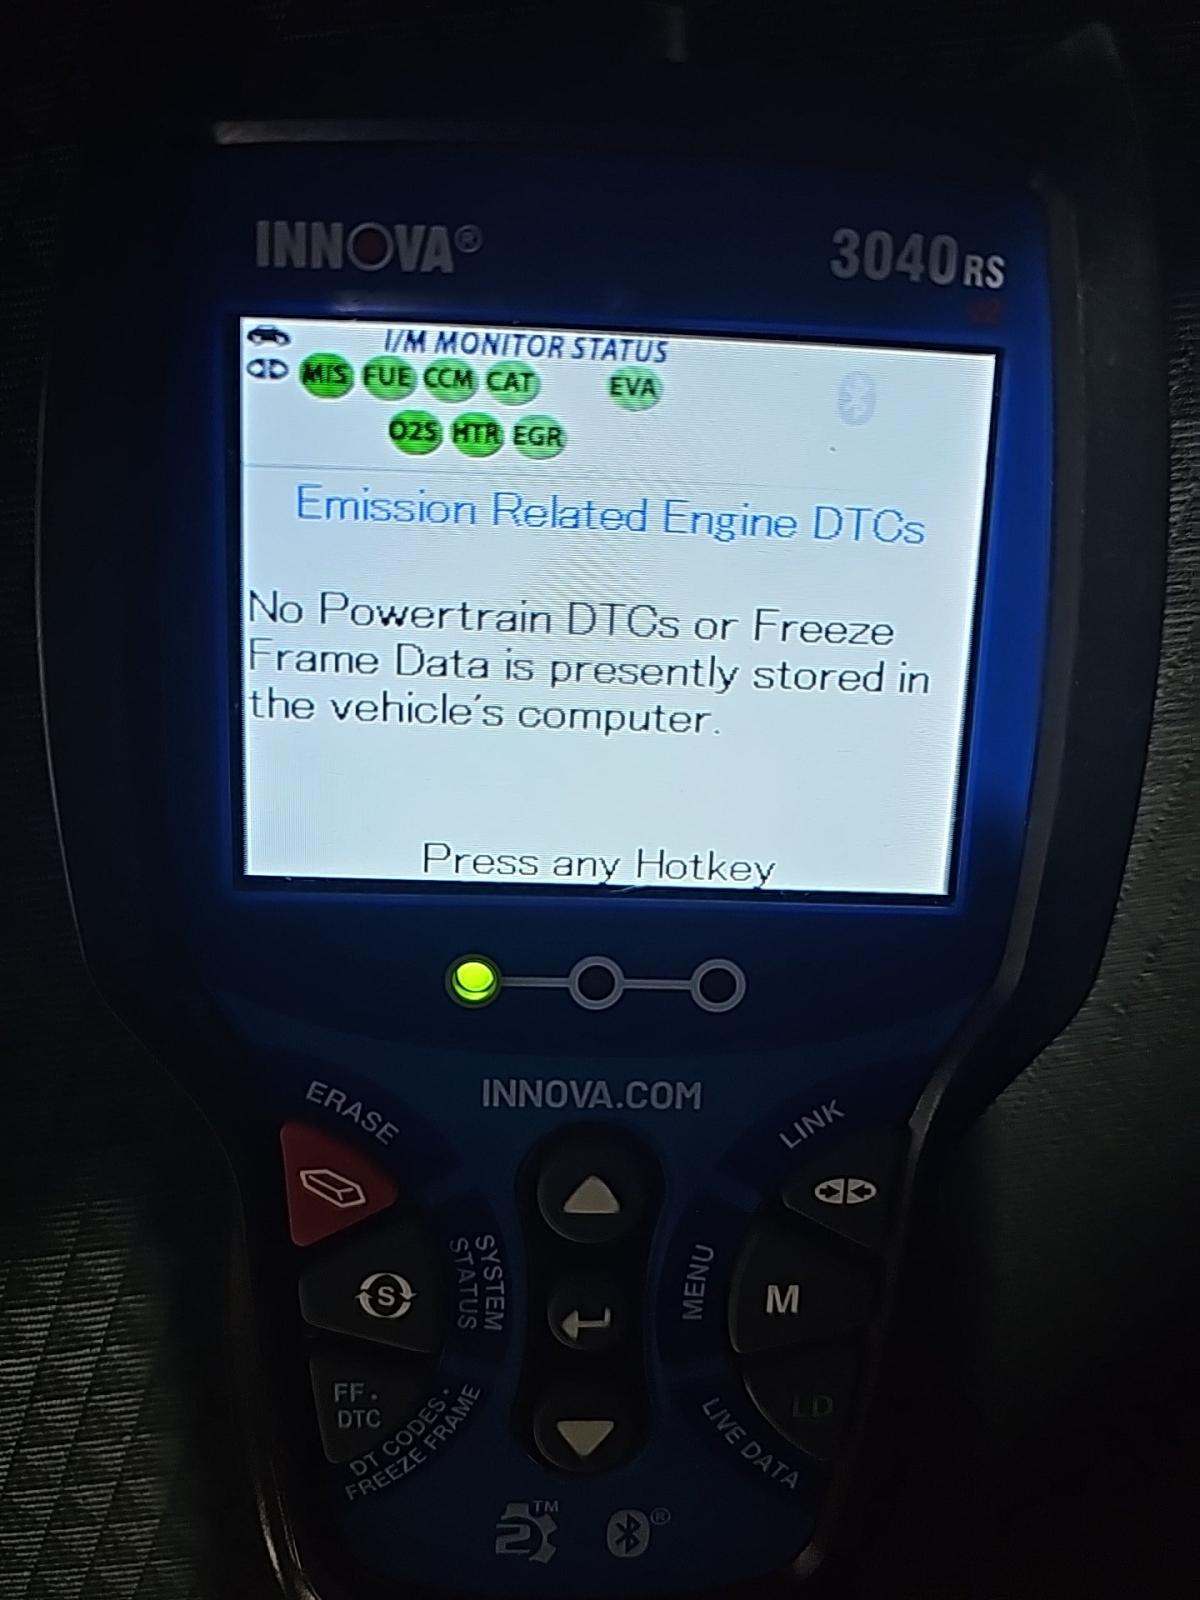 INNOVA®
3040RS
I/M MONITOR STATUS
MIS FUE CCM CAT EVA
O2S HTR EGR
Emission Related Engine DTCs
No Powertrain DTCs or Freeze
Frame Data is presently stored in
the vehicle's computer.
Press any Hotkey
INNOVA.COM
ERASE
LINK
S
SYSTEM
STATUS
MENU
M
FF.
DTC
DT CODES.
FREEZE FRAME
LD
LIVE DATA
2 TM
®